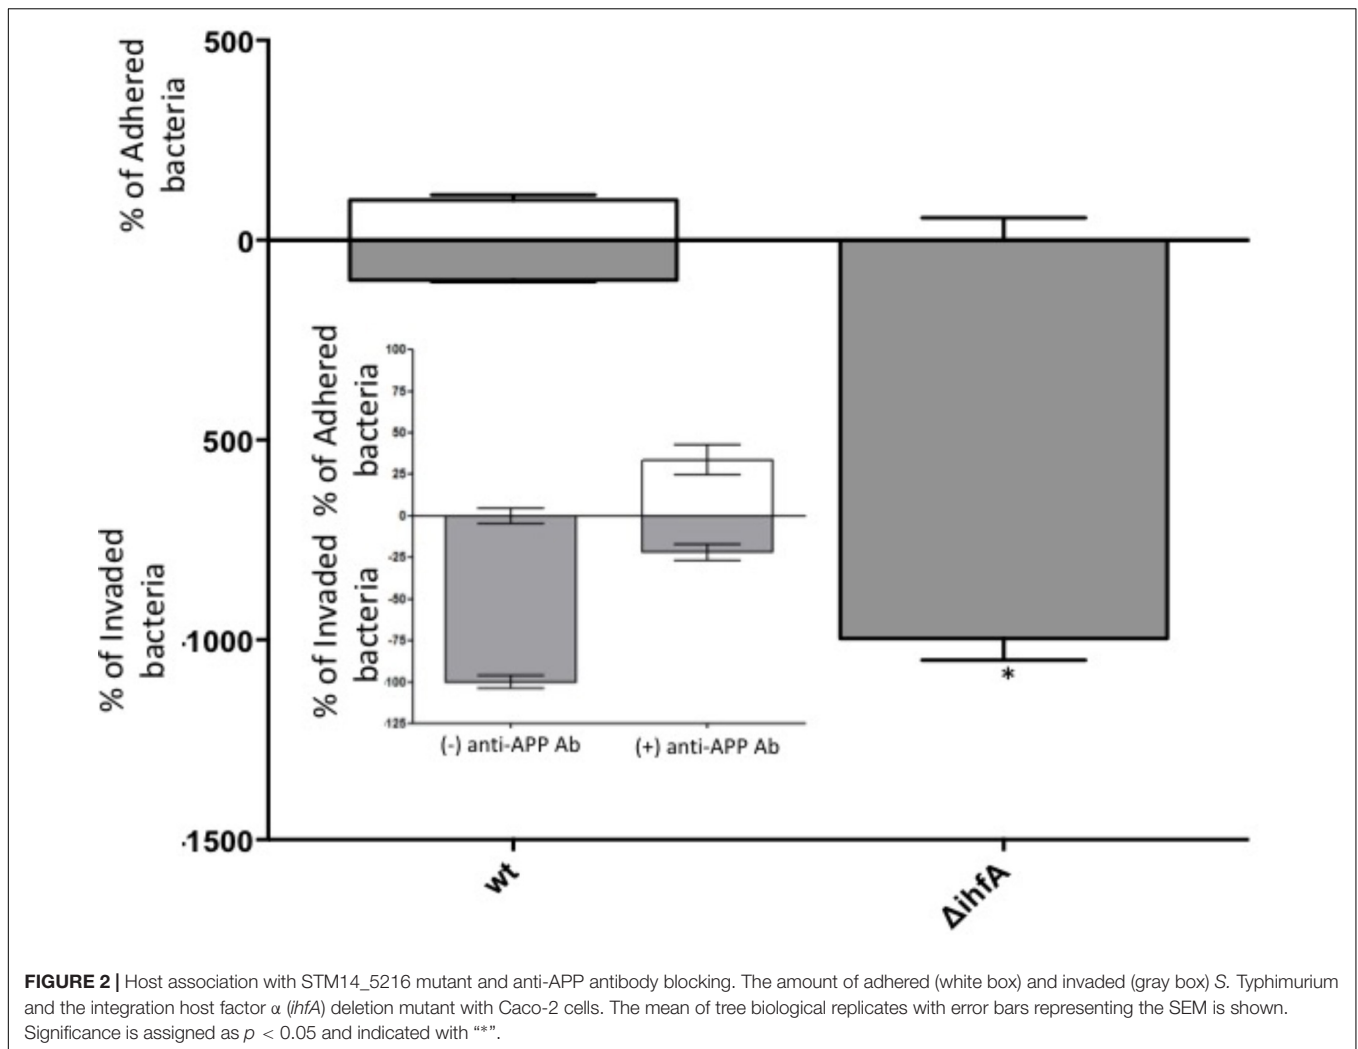 500
% of Adhered
bacteria
0
500
% of Invaded
bacteria
·1000
·1500
wt
ΔihfA
*
% of Adhered
bacteria
% of Invaded
bacteria
100
75
50
25
0
-25
-50
-75
-100
-125
(-) anti-APP Ab
(+) anti-APP Ab
FIGURE 2 | Host association with STM14_5216 mutant and anti-APP antibody blocking. The amount of adhered (white box) and invaded (gray box) S. Typhimurium
and the integration host factor α (ihfA) deletion mutant with Caco-2 cells. The mean of tree biological replicates with error bars representing the SEM is shown.
Significance is assigned as p < 0.05 and indicated with “*”.